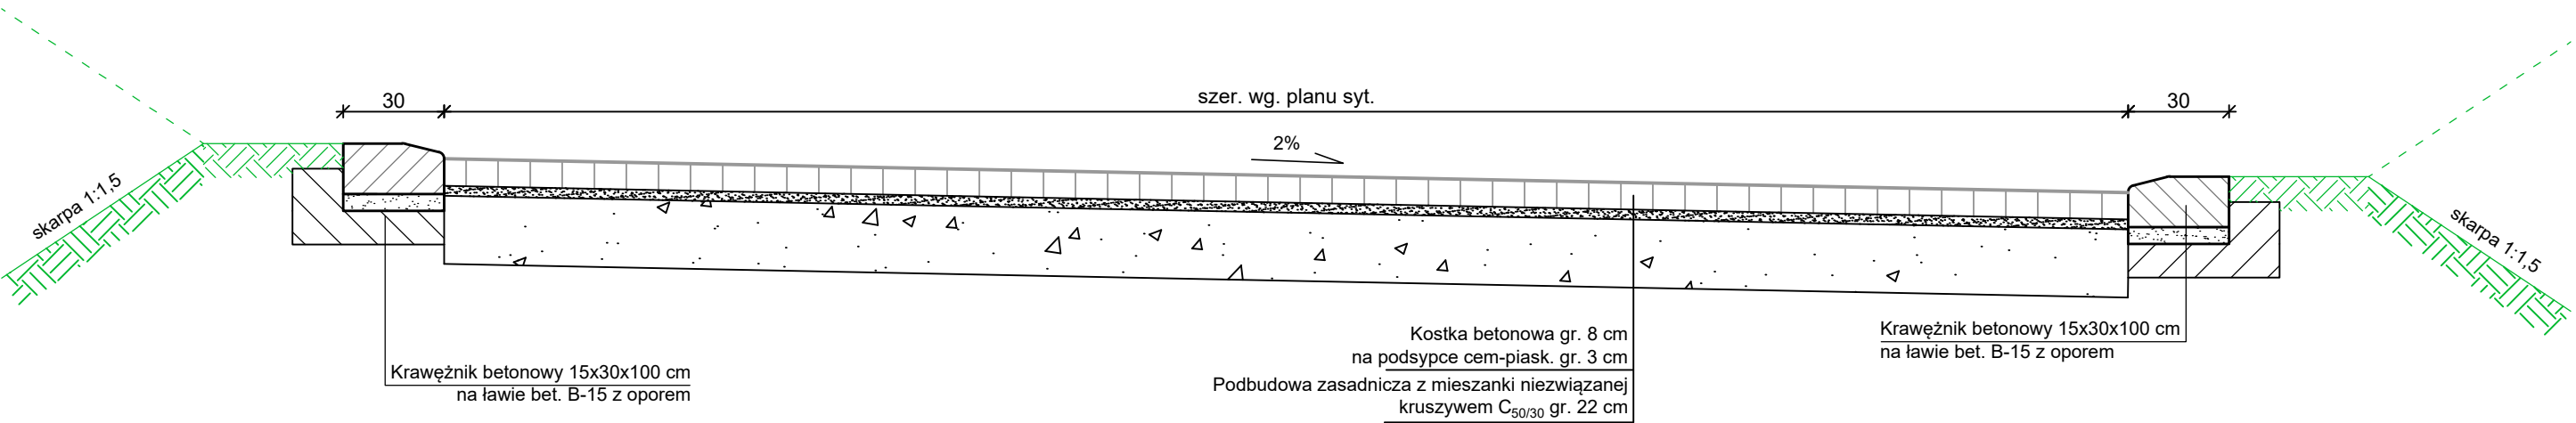 szer. wg. planu syt.
30
30
2%
skarpa 1:1,5
skarpa 1:1,5
Kostka betonowa gr. 8 cm
na podsypce cem-piask. gr. 3 cm
Podbudowa zasadnicza z mieszanki niezwiązanej
kruszywem C50/30 gr. 22 cm
Krawężnik betonowy 15x30x100 cm
na ławie bet. B-15 z oporem
Krawężnik betonowy 15x30x100 cm
na ławie bet. B-15 z oporem